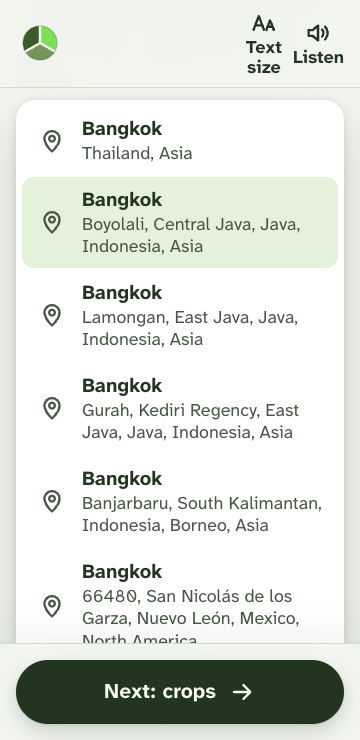 Text
size
Listen
Bangkok
Thailand, Asia
Bangkok
Boyolali, Central Java, Java,
Indonesia, Asia
Bangkok
Lamongan, East Java, Java,
Indonesia, Asia
Bangkok
Gurah, Kediri Regency, East
Java, Java, Indonesia, Asia
Bangkok
Banjarbaru, South Kalimantan,
Indonesia, Borneo, Asia
Bangkok
66480, San Nicolás de los
Garza, Nuevo León, Mexico,
North America
Next: crops